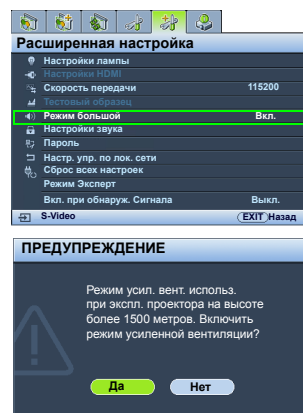 Расширенная настройка
Настройки лампы
Настройки HDMI
Скорость передачи 115200
Тестовый образец
Режим большой Вкл.
Настройки звука
Пароль
Настр. упр. по лок. сети
Сброс всех настроек
Режим Эксперт
Вкл. при обнаруж. Сигнала Выкл.
S-Video EXIT Назад
ПРЕДУПРЕЖДЕНИЕ
Режим усил. вент. использ.
при экспл. проектора на высоте
более 1500 метров. Включить
режим усиленной вентиляции?
Да Нет